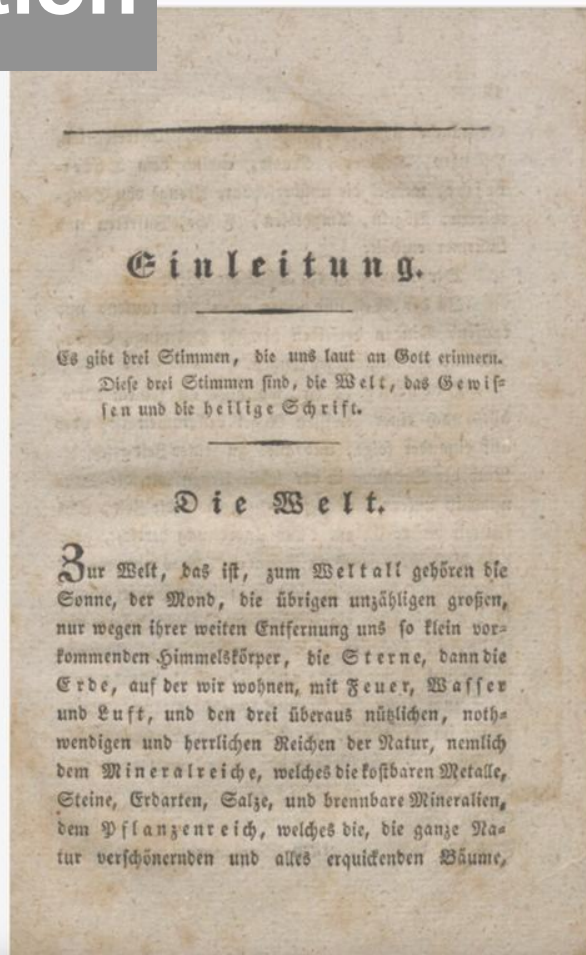 tion
Einleitung.
Es gibt drei Stimmen, die uns laut an Gott erinnern.
Diese drei Stimmen sind, die Welt, das Gewis=
sen und die heilige Schrift.
Die Welt.
Zur Welt, das ist, zum Weltall gehören die
Sonne, der Mond, die übrigen unzähligen großen,
nur wegen ihrer weiten Entfernung uns so klein vor=
kommenden Himmelskörper, die Sterne, dann die
Erde, auf der wir wohnen, mit Feuer, Wasser
und Luft, und den drei überaus nützlichen, noth=
wendigen und herrlichen Reichen der Natur, nemlich
dem Mineralreiche, welches die kostbaren Metalle,
Steine, Erdarten, Salze, und brennbare Mineralien,
dem Pflanzenreich, welches die, die ganze Na=
tur verschönernden und alles erquickenden Bäume,